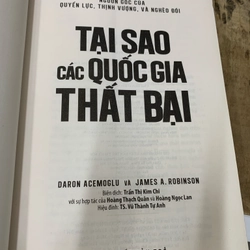 NGUỒN GỐC CỦA
QUYỀN LỰC, THỊNH VƯỢNG, VÀ NGHÈO ĐÓI
TẠI SAO
CÁC QUỐC GIA
THẤT BẠI
DARON ACEMOGLU VÀ JAMES A. ROBINSON
Biên dịch: Trần Thị Kim Chi
với sự hợp tác của Hoàng Thạch Quân và Hoàng Ngọc Lan
Hiệu đính: TS. Vũ Thành Tự Anh